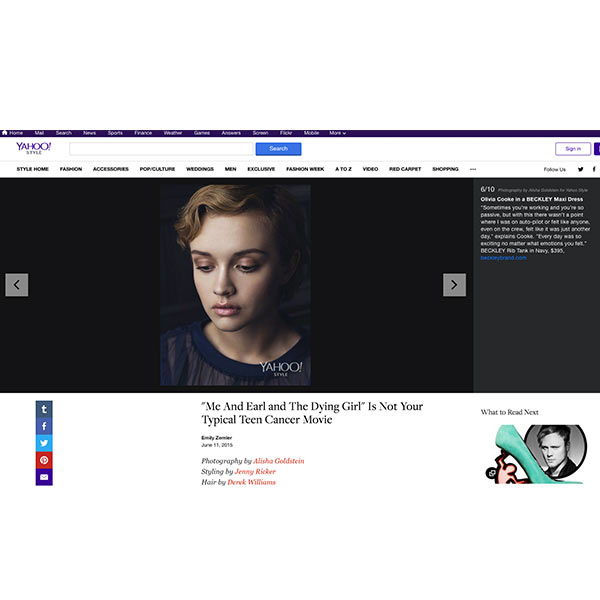 Home Mail Search News Sports Finance Weather Games Answers Screen Flickr Mobile More
YAHOO!
STYLE
Search
Sign in
STYLE HOME FASHION ACCESSORIES POP/CULTURE WEDDINGS MEN EXCLUSIVE FASHION WEEK A TO Z VIDEO RED CARPET SHOPPING ••• Follow Us
6/10 Photography by Alisha Goldstein for Yahoo Style
Olivia Cooke in a BECKLEY Maxi Dress
"Sometimes you're working and you're so
passive, but with this there wasn't a point
where I was on auto-pilot or felt like anyone,
even on the crew, felt like it was just another
day," explains Cooke. "Every day was so
exciting no matter what emotions you felt."
BECKLEY Rib Tank in Navy, $395,
beckleybrand.com
YAHOO!
STYLE
"Me And Earl and The Dying Girl" Is Not Your
Typical Teen Cancer Movie
Emily Zemler
June 11, 2015
Photography by Alisha Goldstein
Styling by Jenny Ricker
Hair by Derek Williams
What to Read Next